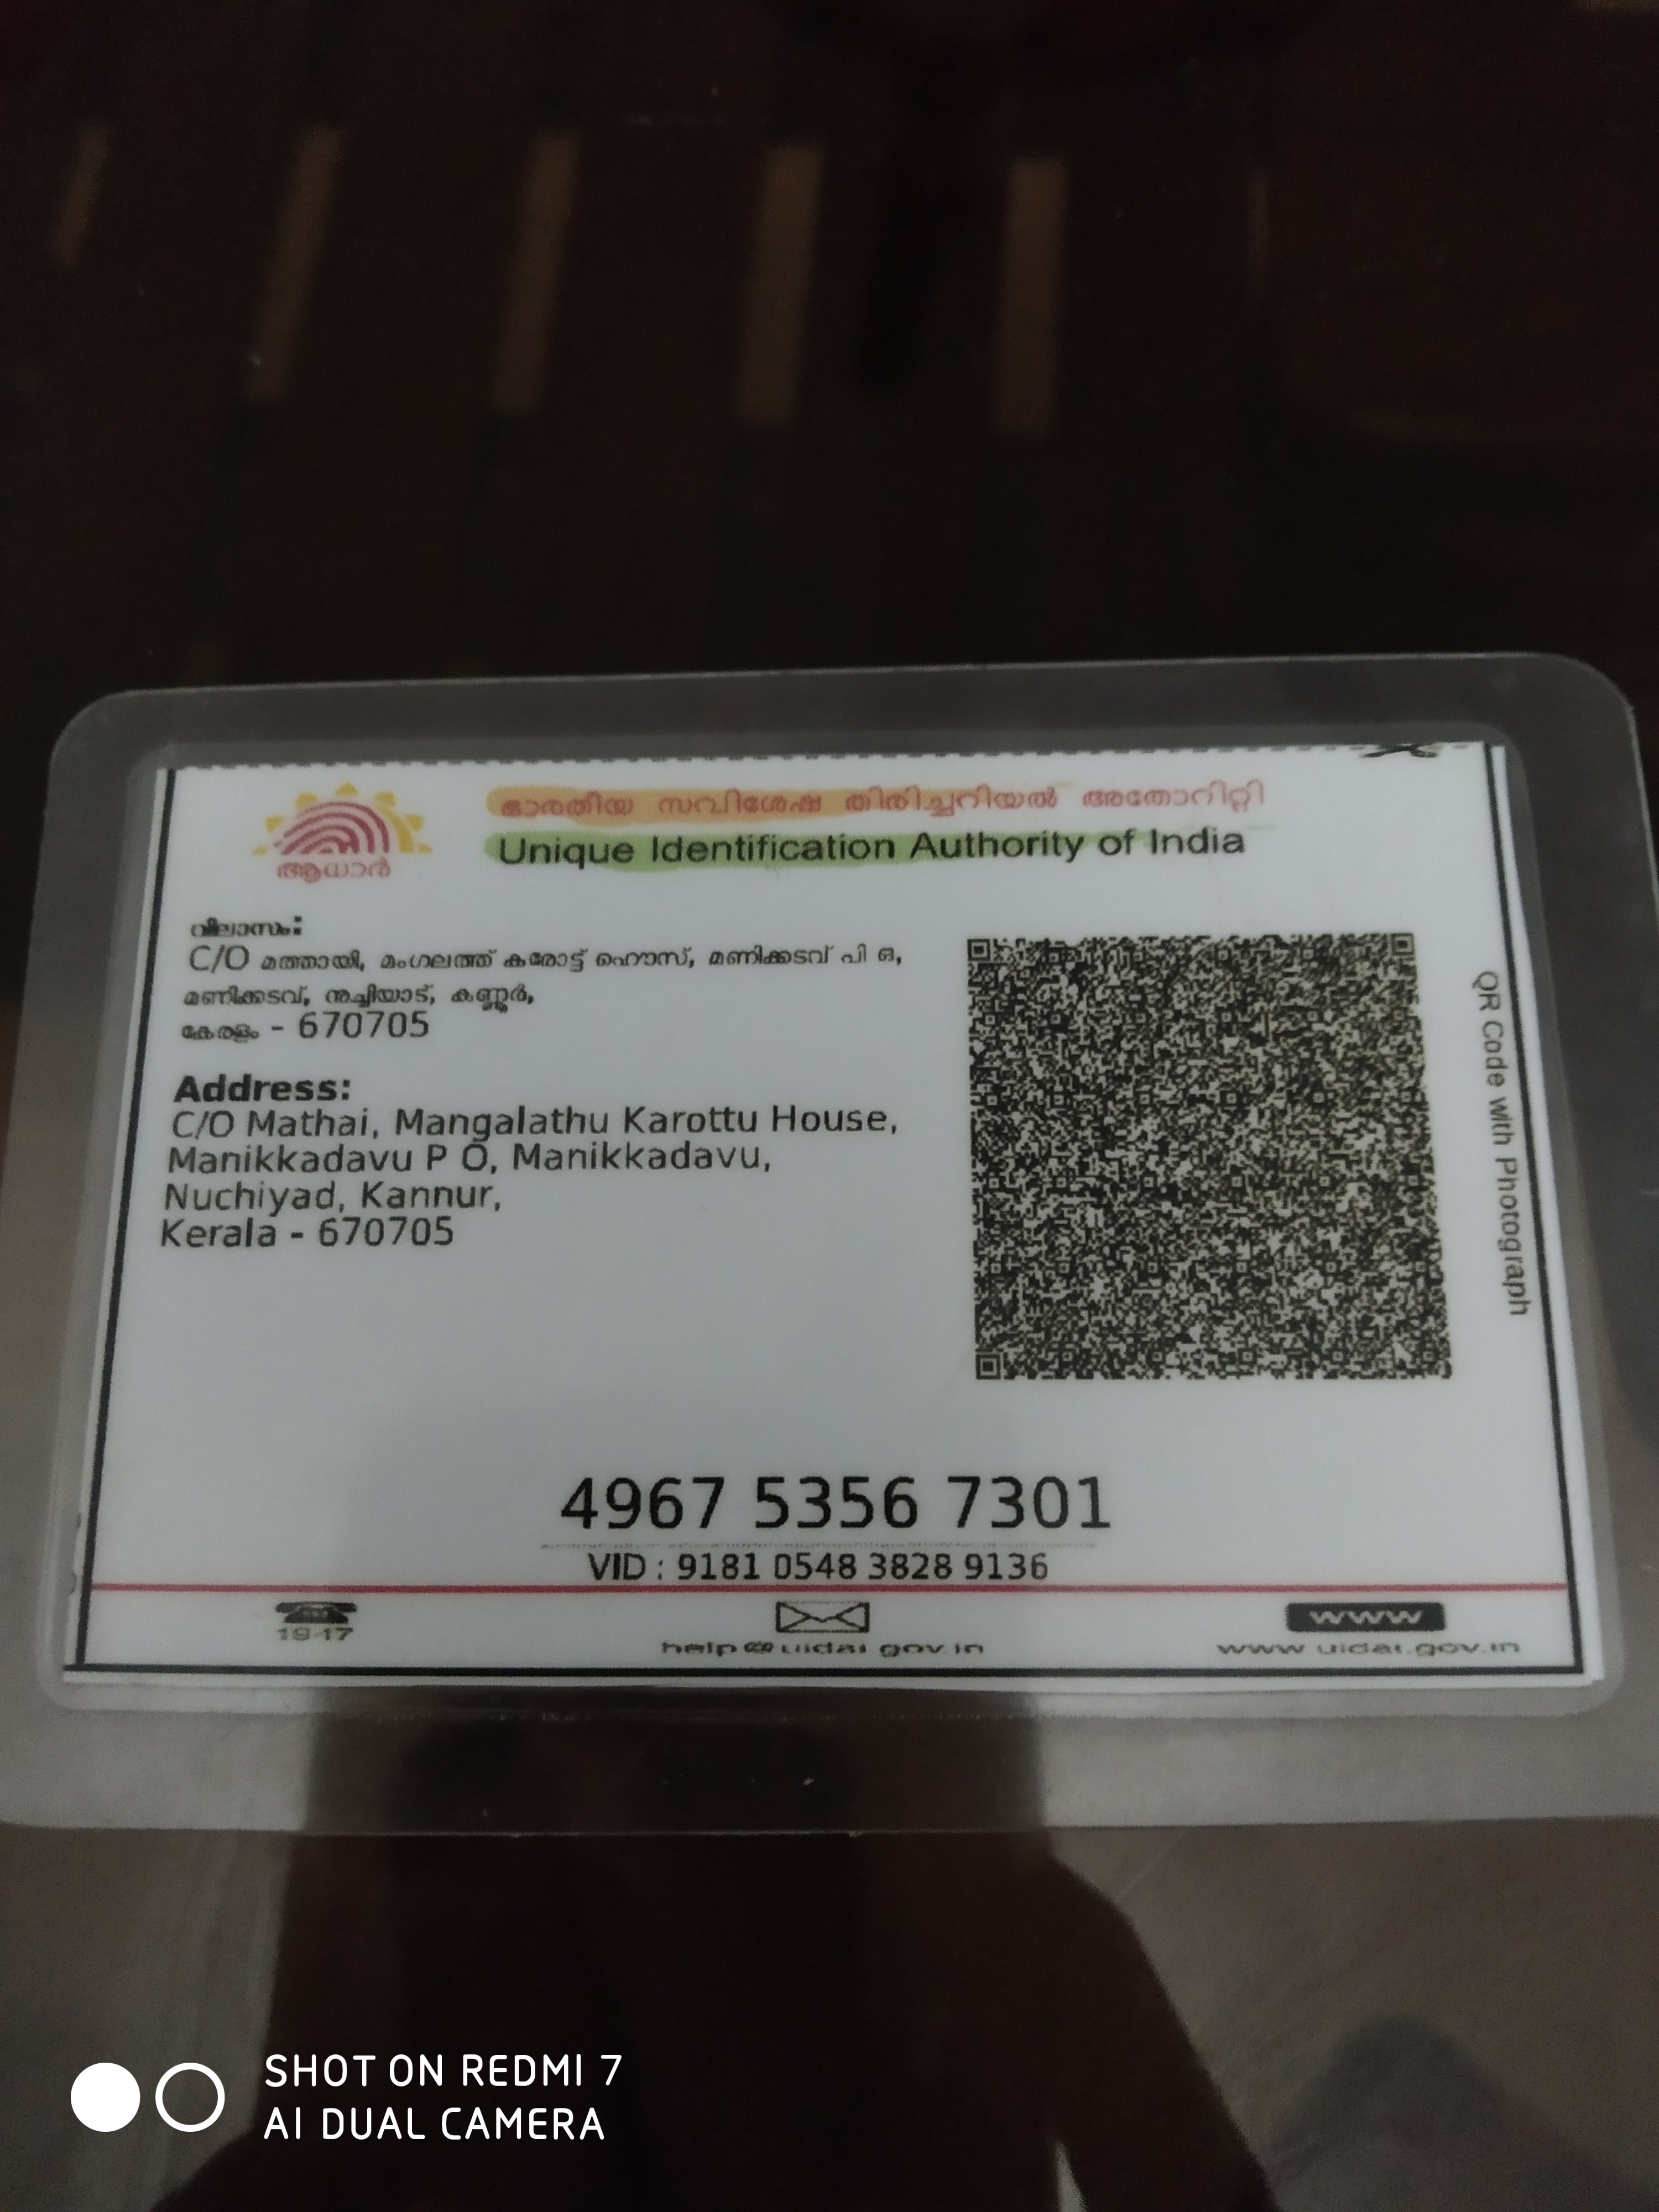 ഭാരതീയ സവിശേഷ തിരിച്ചറിയൽ അതോറിറ്റി
Unique Identification Authority of India
ആധാർ
വിലാസം:
C/O മത്തായി, മംഗലത്ത് കരോട്ട് ഹൌസ്, മണിക്കടവ് പി ഒ,
മണിക്കടവ്, നുച്ചിയാട്, കണ്ണൂർ,
കേരളം - 670705
Address:
C/O Mathai, Mangalathu Karottu House,
Manikkadavu P O, Manikkadavu,
Nuchiyad, Kannur,
Kerala - 670705
QR Code with Photograph
4967 5356 7301
VID : 9181 0548 3828 9136
1947
help@uidai.gov.in
www
www.uidai.gov.in
SHOT ON REDMI 7
AI DUAL CAMERA